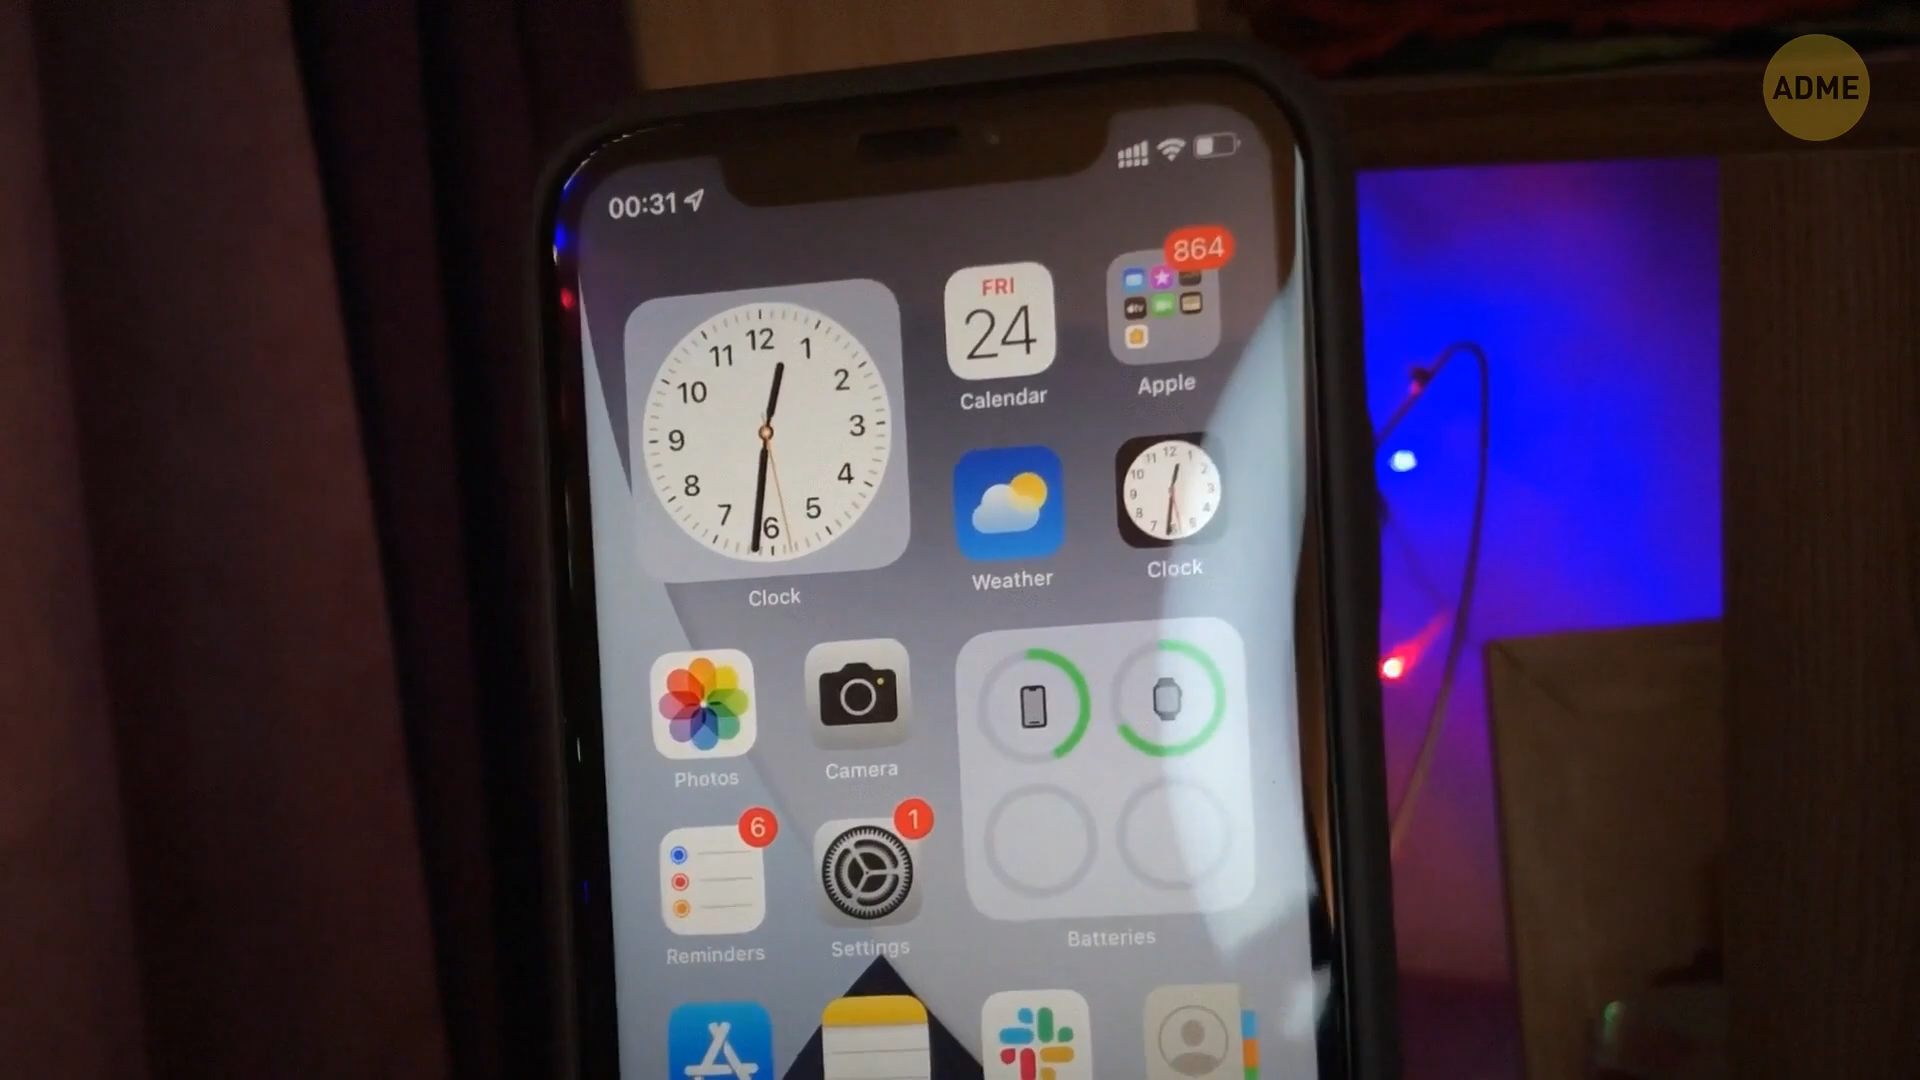 ADME
00:31
864
FRI
24
Calendar
Apple
12
11 1
10 2
9 3
8 4
7 5
6
Clock
Weather
Clock
Photos
Camera
6
1
Reminders
Settings
Batteries